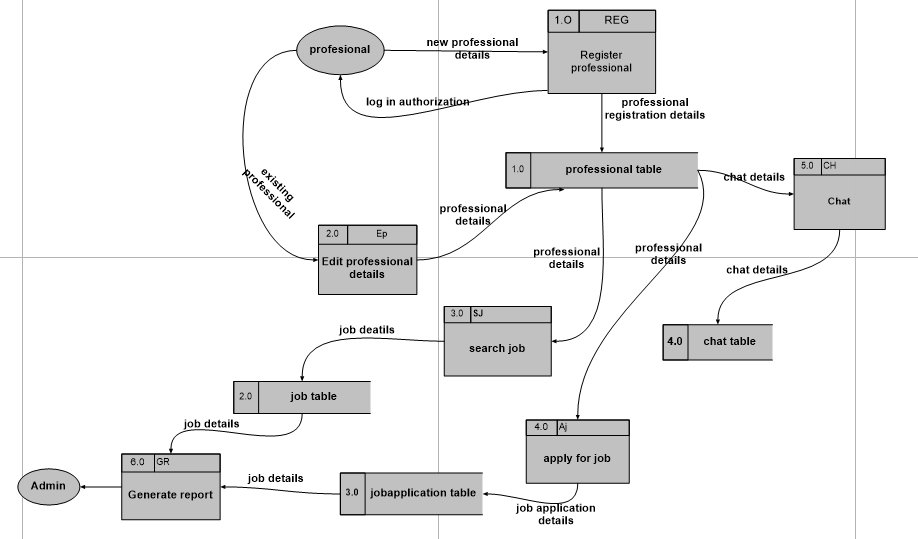 1.O REG
Register
professional
profesional
new professional
details
log in authorization
professional
registration details
existing
professional
1.0 professional table
chat details
5.0 CH
Chat
2.0 Ep
Edit professional
details
professional
details
professional
details
professional
details
chat details
3.0 SJ
search job
4.0 chat table
job deatils
2.0 job table
job details
4.0 Aj
apply for job
6.0 GR
Generate report
Admin
job details
3.0 jobapplication table
job application
details